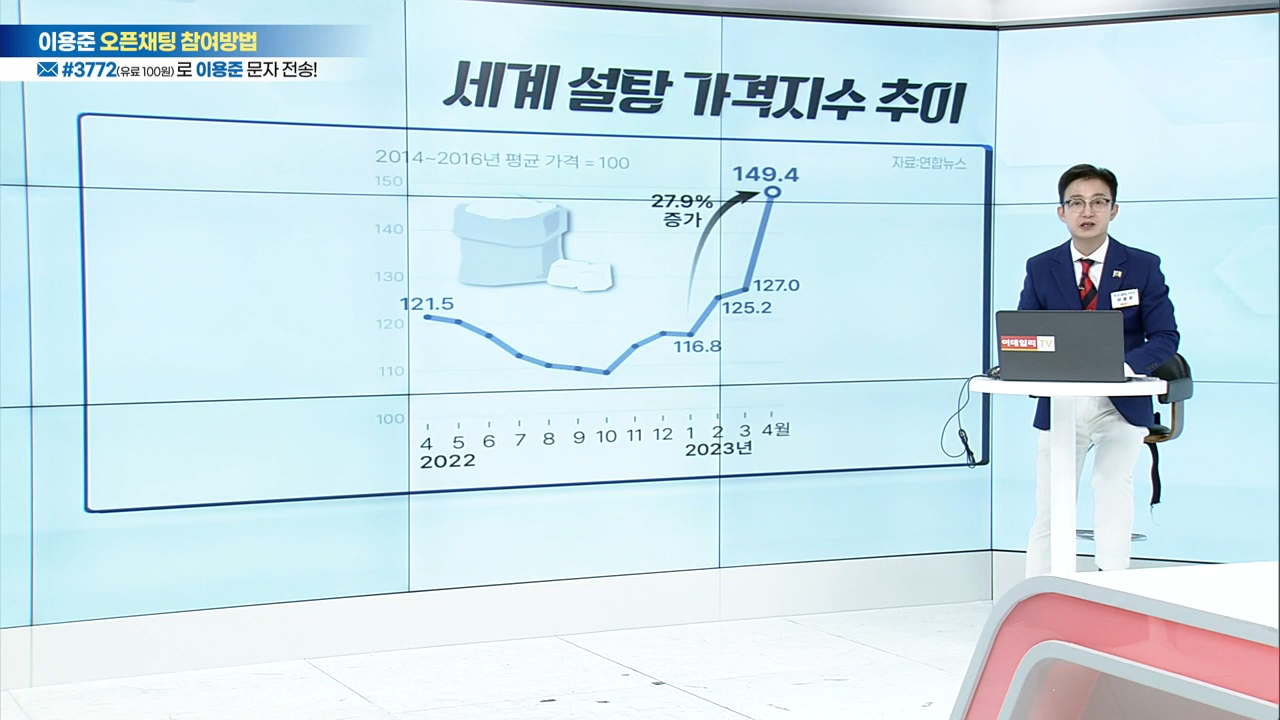 이용준 오픈채팅 참여방법
#3772(유료 100원) 로 이용준 문자 전송!
세계 설탕 가격지수 추이
2014~2016년 평균 가격 = 100
자료:연합뉴스
150
140
130
120
110
100
121.5
116.8
125.2
127.0
149.4
27.9%
증가
4 5 6 7 8 9 10 11 12 1 2 3 4월
2022 2023년
이데일리 TV